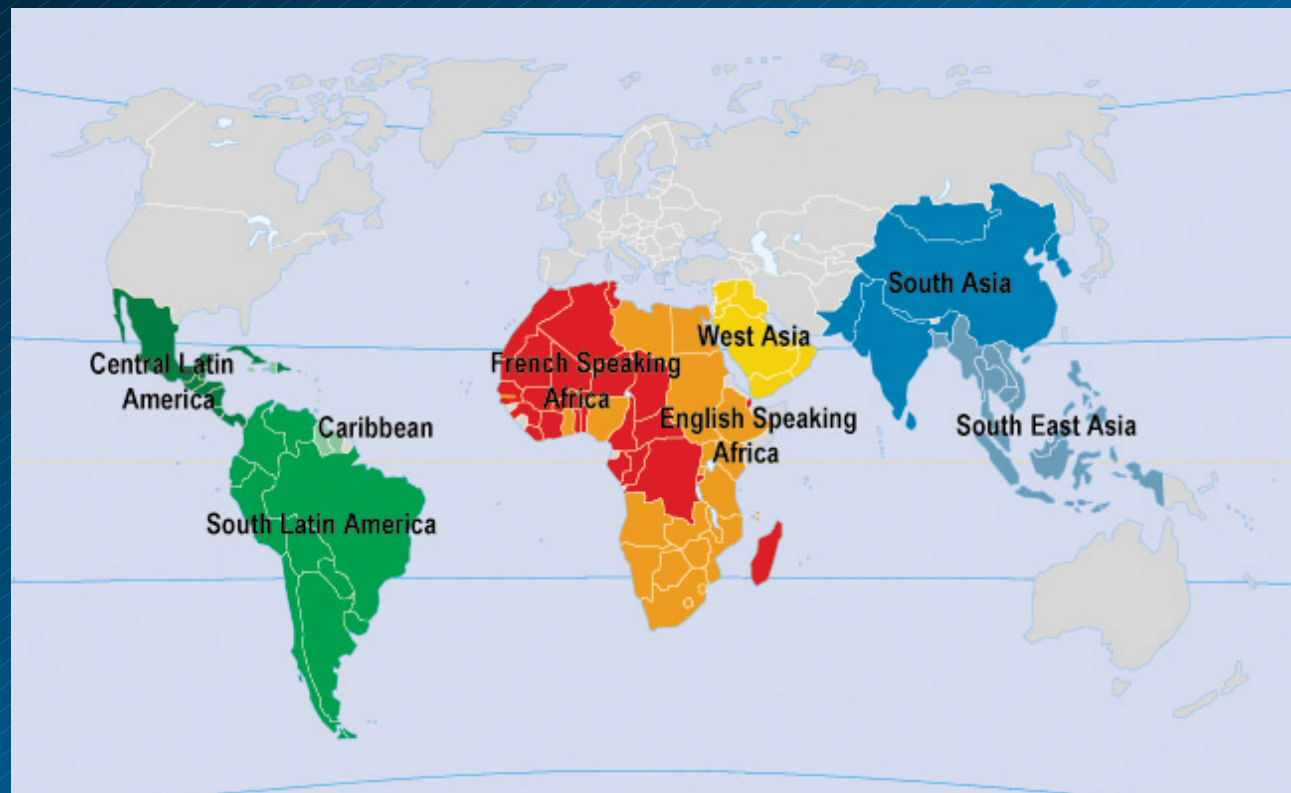 South Asia
West Asia
Central Latin
America
French Speaking
Africa
English Speaking
Africa
Caribbean
South East Asia
South Latin America